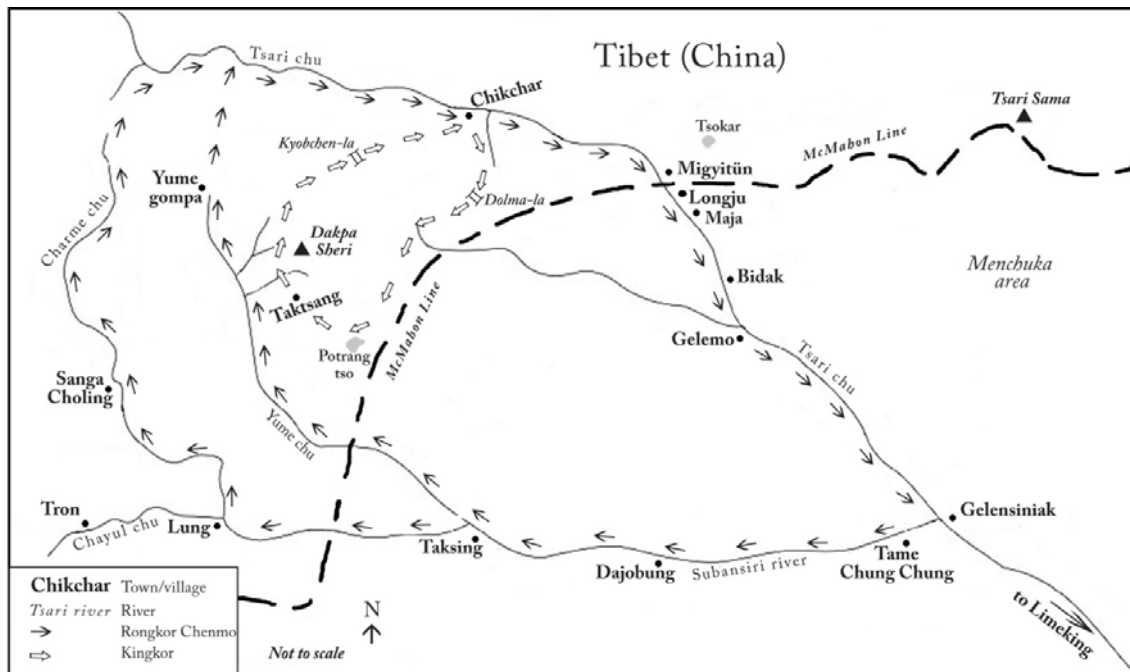 Tibet (China)
Tsari chu
Chikchar
Tsari Sama
Tsokar
McMahon Line
Kyobchen-la
Migyitün
Yume
gompa
Dolma-la
Longju
Maja
Charme chu
Dakpa
Sheri
Menchuka
area
Bidak
Taktsang
McMahon Line
Gelemo
Potrang
tso
Tsari chu
Sanga
Choling
Yume chu
Tron
Chayul chu
Lung
Taksing
Gelensiniak
Dajobung
Subansiri river
Tame
Chung Chung
to Limeking
Chikchar Town/village
Tsari river River
Rongkor Chenmo
Kingkor
N
Not to scale